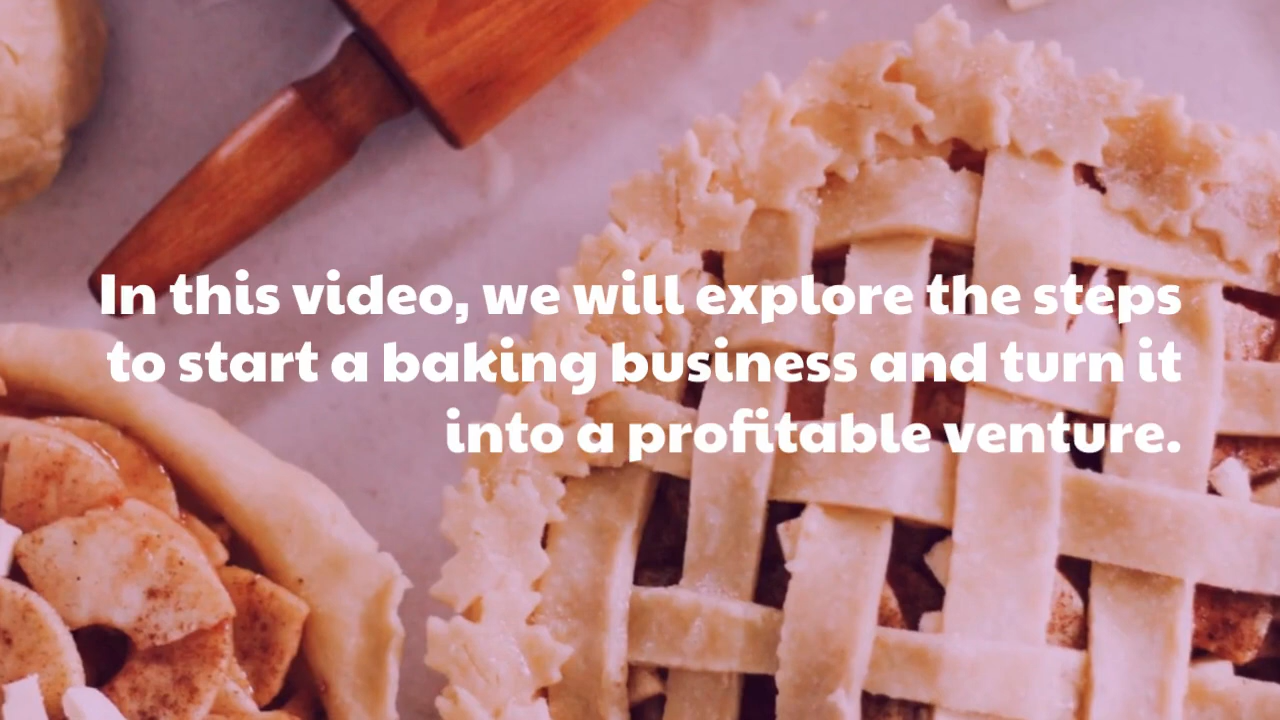 In this video, we will explore the steps
to start a baking business and turn it
into a profitable venture.